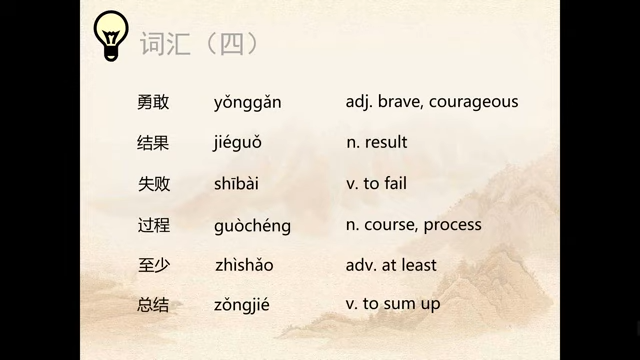 词汇（四）
勇敢 yǒnggǎn adj. brave, courageous
结果 jiéguǒ n. result
失败 shībài v. to fail
过程 guòchéng n. course, process
至少 zhìshǎo adv. at least
总结 zǒngjié v. to sum up